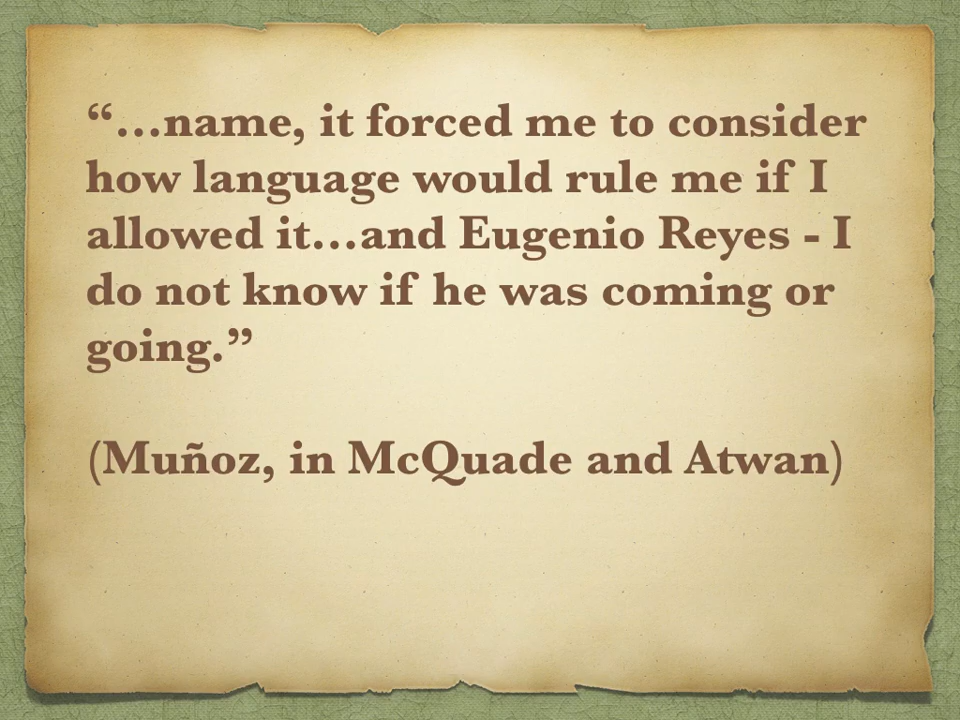 “…name, it forced me to consider
how language would rule me if I
allowed it…and Eugenio Reyes - I
do not know if he was coming or
going.”
(Muñoz, in McQuade and Atwan)